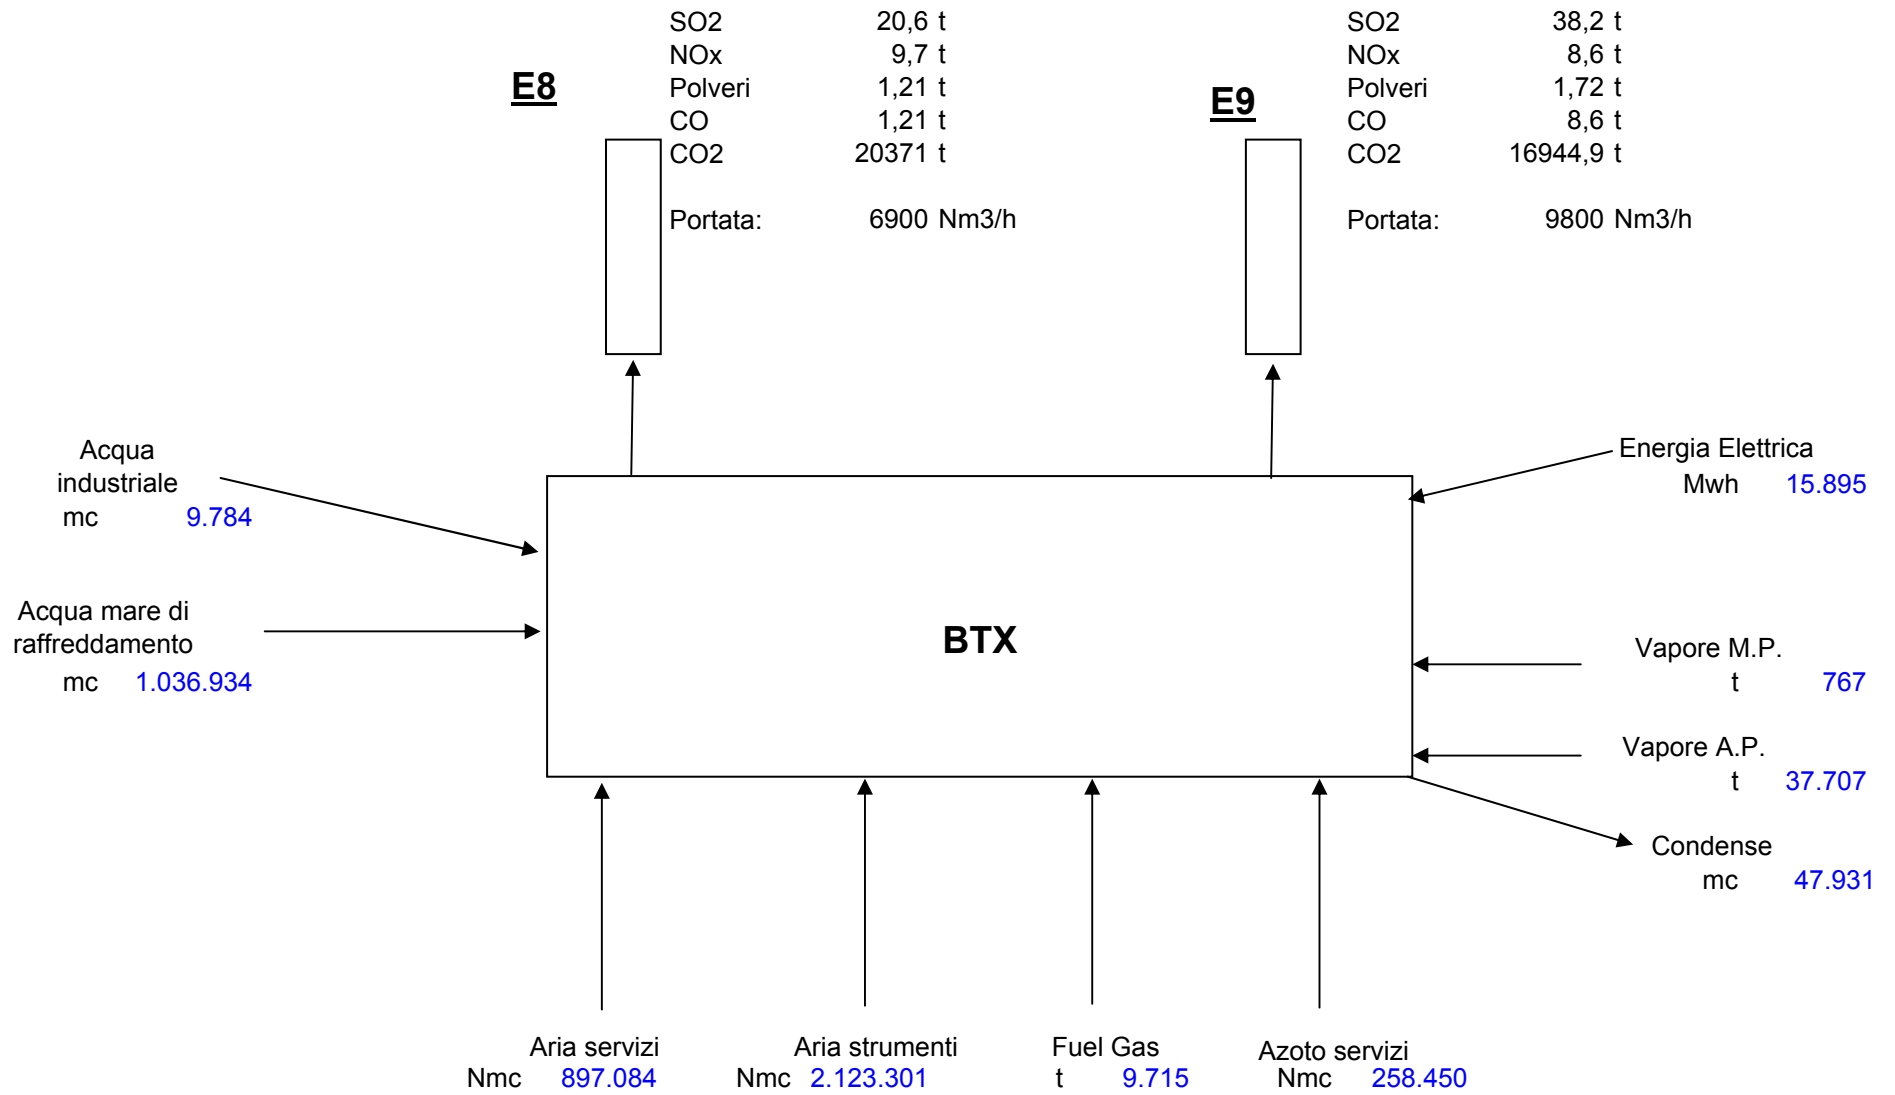 SO2 20,6 t
NOx 9,7 t
Polveri 1,21 t
CO 1,21 t
CO2 20371 t
Portata: 6900 Nm3/h
E8
SO2 38,2 t
NOx 8,6 t
Polveri 1,72 t
CO 8,6 t
CO2 16944,9 t
Portata: 9800 Nm3/h
E9
Acqua
industriale
mc 9.784
Acqua mare di
raffreddamento
mc 1.036.934
BTX
Energia Elettrica
Mwh 15.895
Vapore M.P.
t 767
Vapore A.P.
t 37.707
Condense
mc 47.931
Aria servizi
Nmc 897.084
Aria strumenti
Nmc 2.123.301
Fuel Gas
t 9.715
Azoto servizi
Nmc 258.450